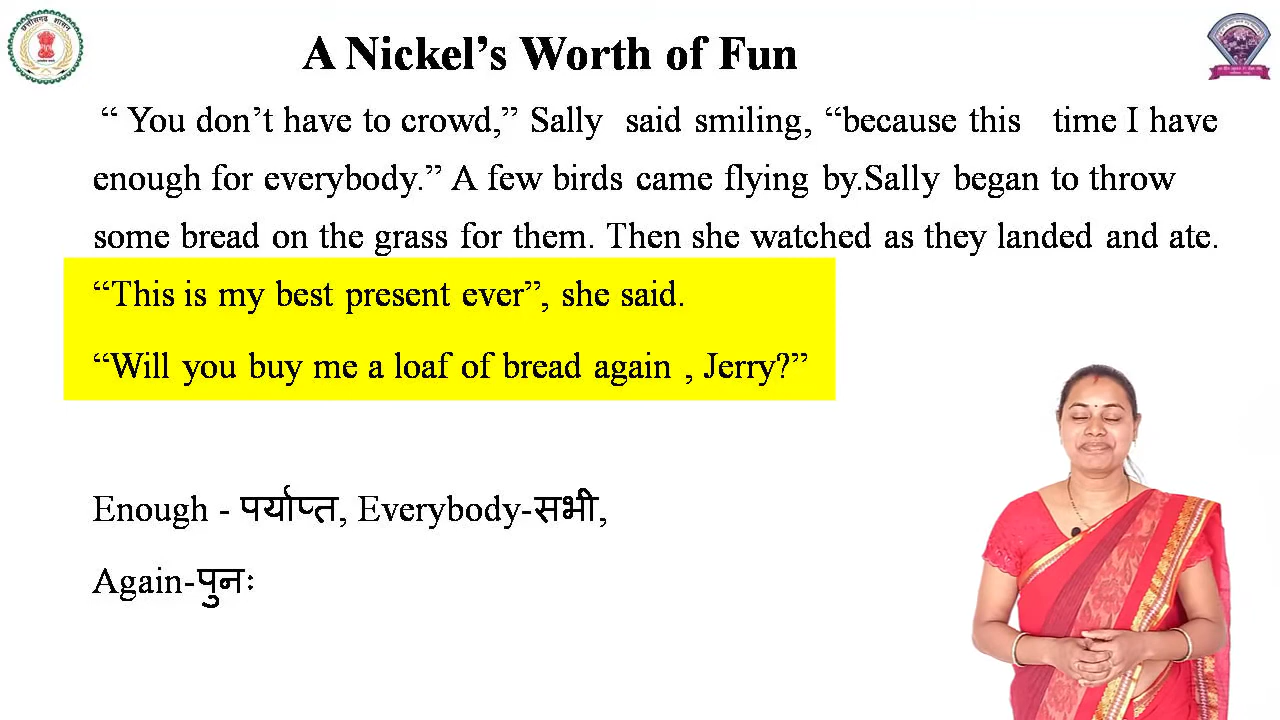 छत्तीसगढ़ शासन
A Nickel’s Worth of Fun
“ You don’t have to crowd,” Sally said smiling, “because this time I have
enough for everybody.” A few birds came flying by.Sally began to throw
some bread on the grass for them. Then she watched as they landed and ate.
“This is my best present ever”, she said.
“Will you buy me a loaf of bread again , Jerry?”
Enough - पर्याप्त, Everybody-सभी,
Again-पुनः